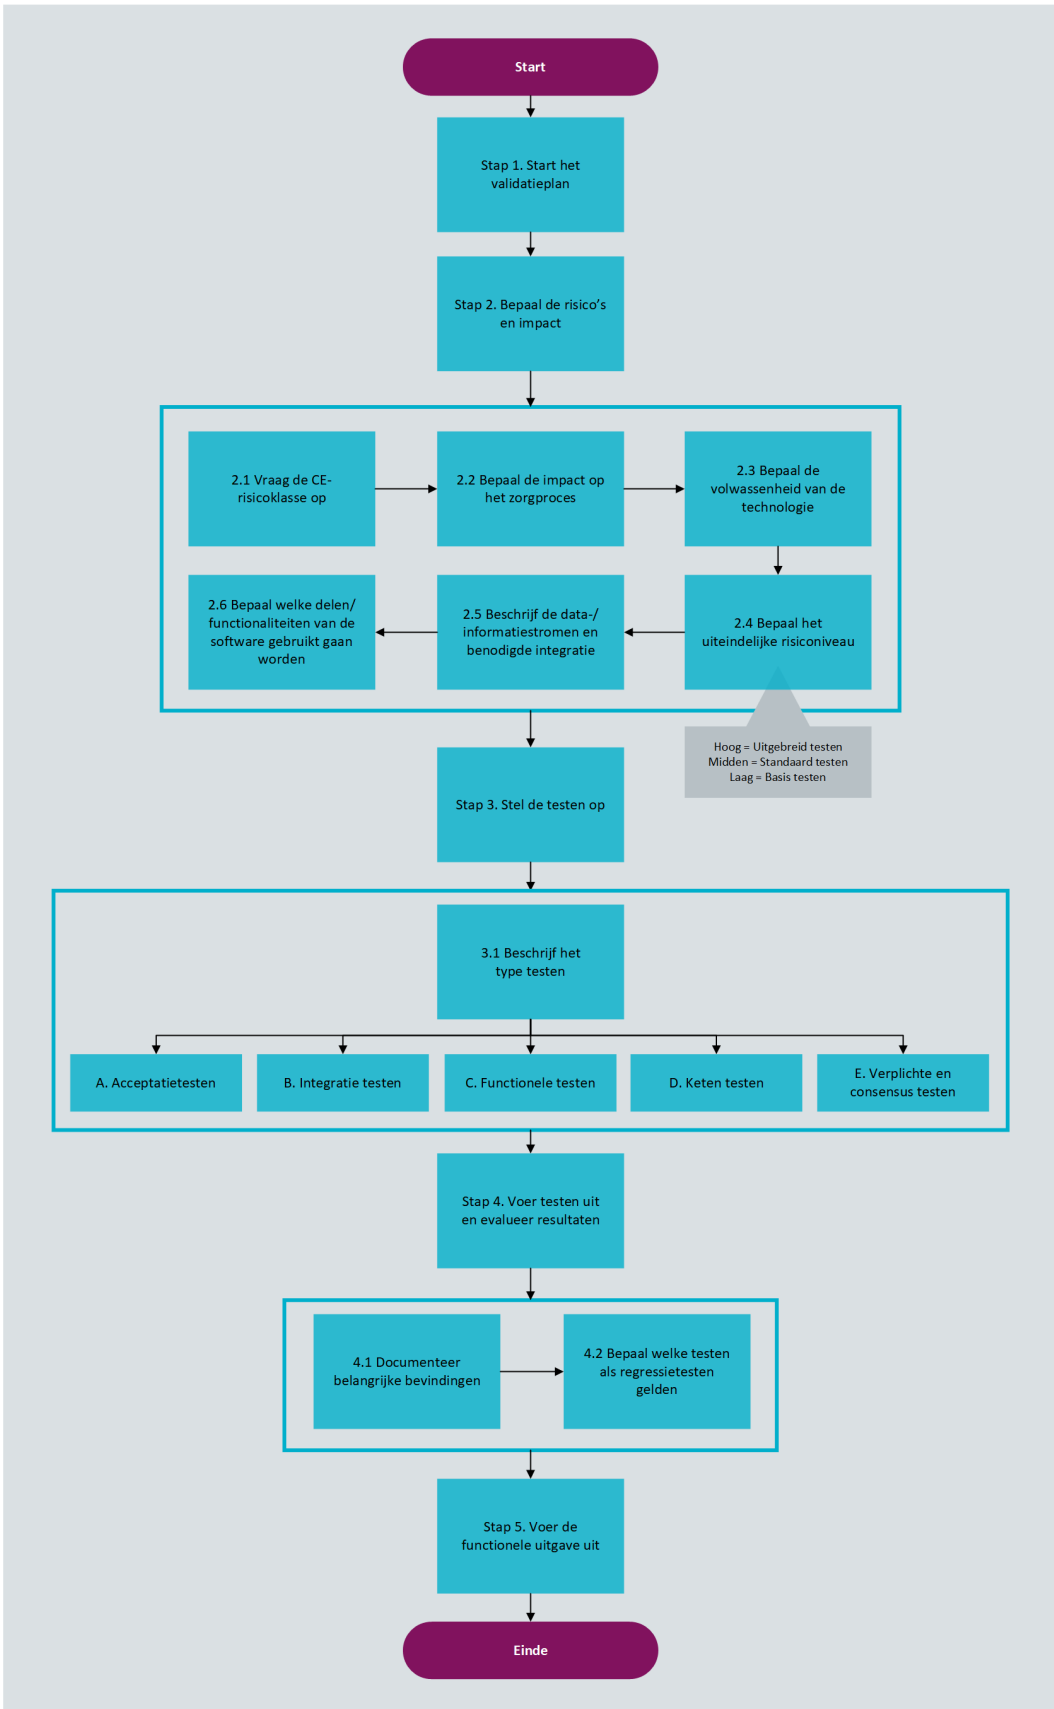 Start
Stap 1. Start het
validatieplan
Stap 2. Bepaal de risico's
en impact
2.1 Vraag de CE-
risicoklasse op
2.2 Bepaal de impact op
het zorgproces
2.3 Bepaal de
volwassenheid van de
technologie
2.4 Bepaal het
uiteindelijke risiconiveau
2.5 Beschrijf de data-/
informatiestromen en
benodigde integratie
2.6 Bepaal welke delen/
functionaliteiten van de
software gebruikt gaan
worden
Hoog = Uitgebreid testen
Midden = Standaard testen
Laag = Basis testen
Stap 3. Stel de testen op
3.1 Beschrijf het
type testen
A. Acceptatietesten
B. Integratie testen
C. Functionele testen
D. Keten testen
E. Verplichte en
consensus testen
Stap 4. Voer testen uit
en evalueer resultaten
4.1 Documenteer
belangrijke bevindingen
4.2 Bepaal welke testen
als regressietesten
gelden
Stap 5. Voer de
functionele uitgave uit
Einde